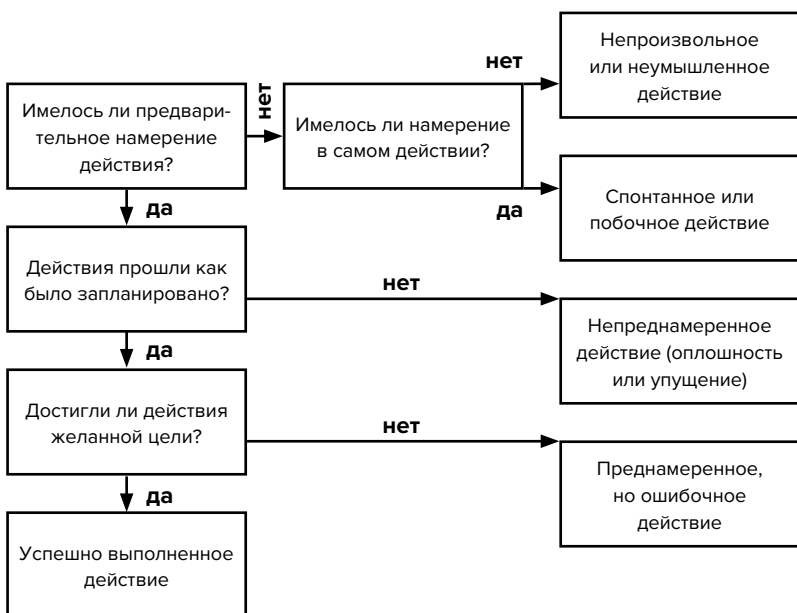 Имелось ли предвари-
тельное намерение
действия?
нет
Имелось ли намерение
в самом действии?
нет
Непроизвольное
или неумышленное
действие
да
Спонтанное или
побочное действие
да
Действия прошли как
было запланировано?
нет
Непреднамеренное
действие (оплошность
или упущение)
да
Достигли ли действия
желанной цели?
нет
Преднамеренное,
но ошибочное
действие
да
Успешно выполненное
действие